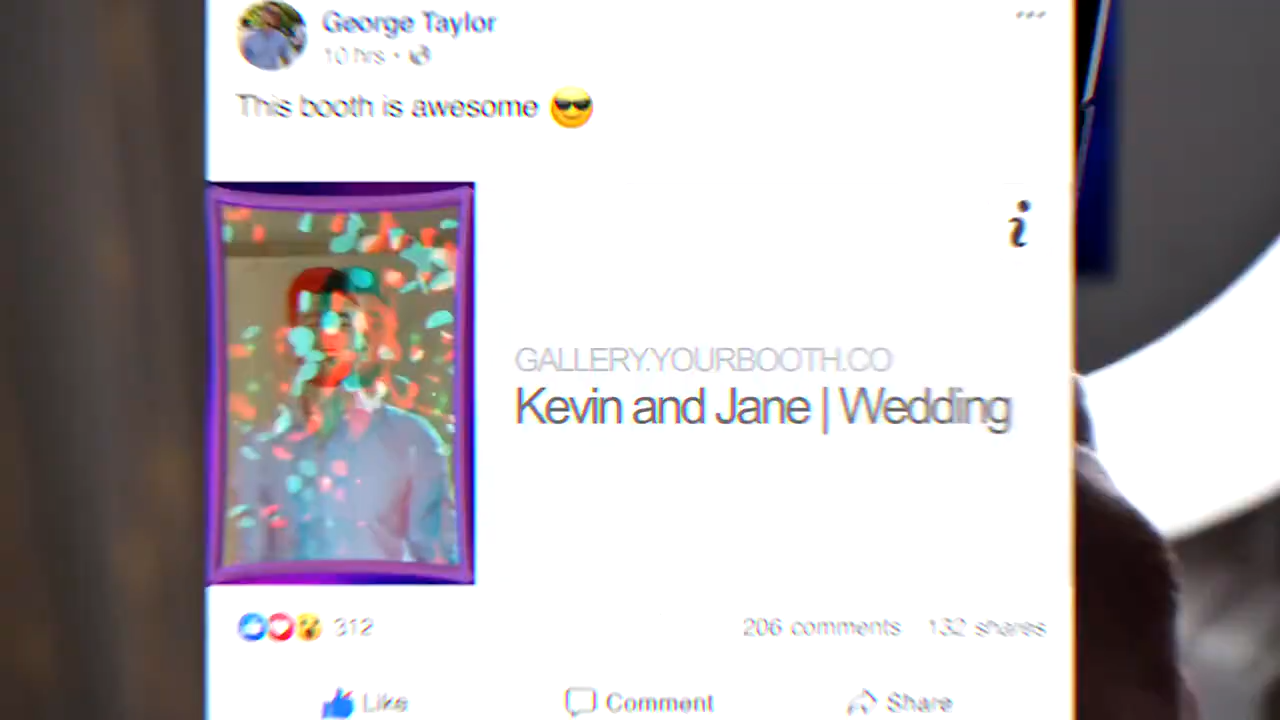 George Taylor
10 hrs •
This booth is awesome 😎
i
GALLERY.YOURBOOTH.CO
Kevin and Jane | Wedding
312
206 comments 132 shares
Like Comment Share